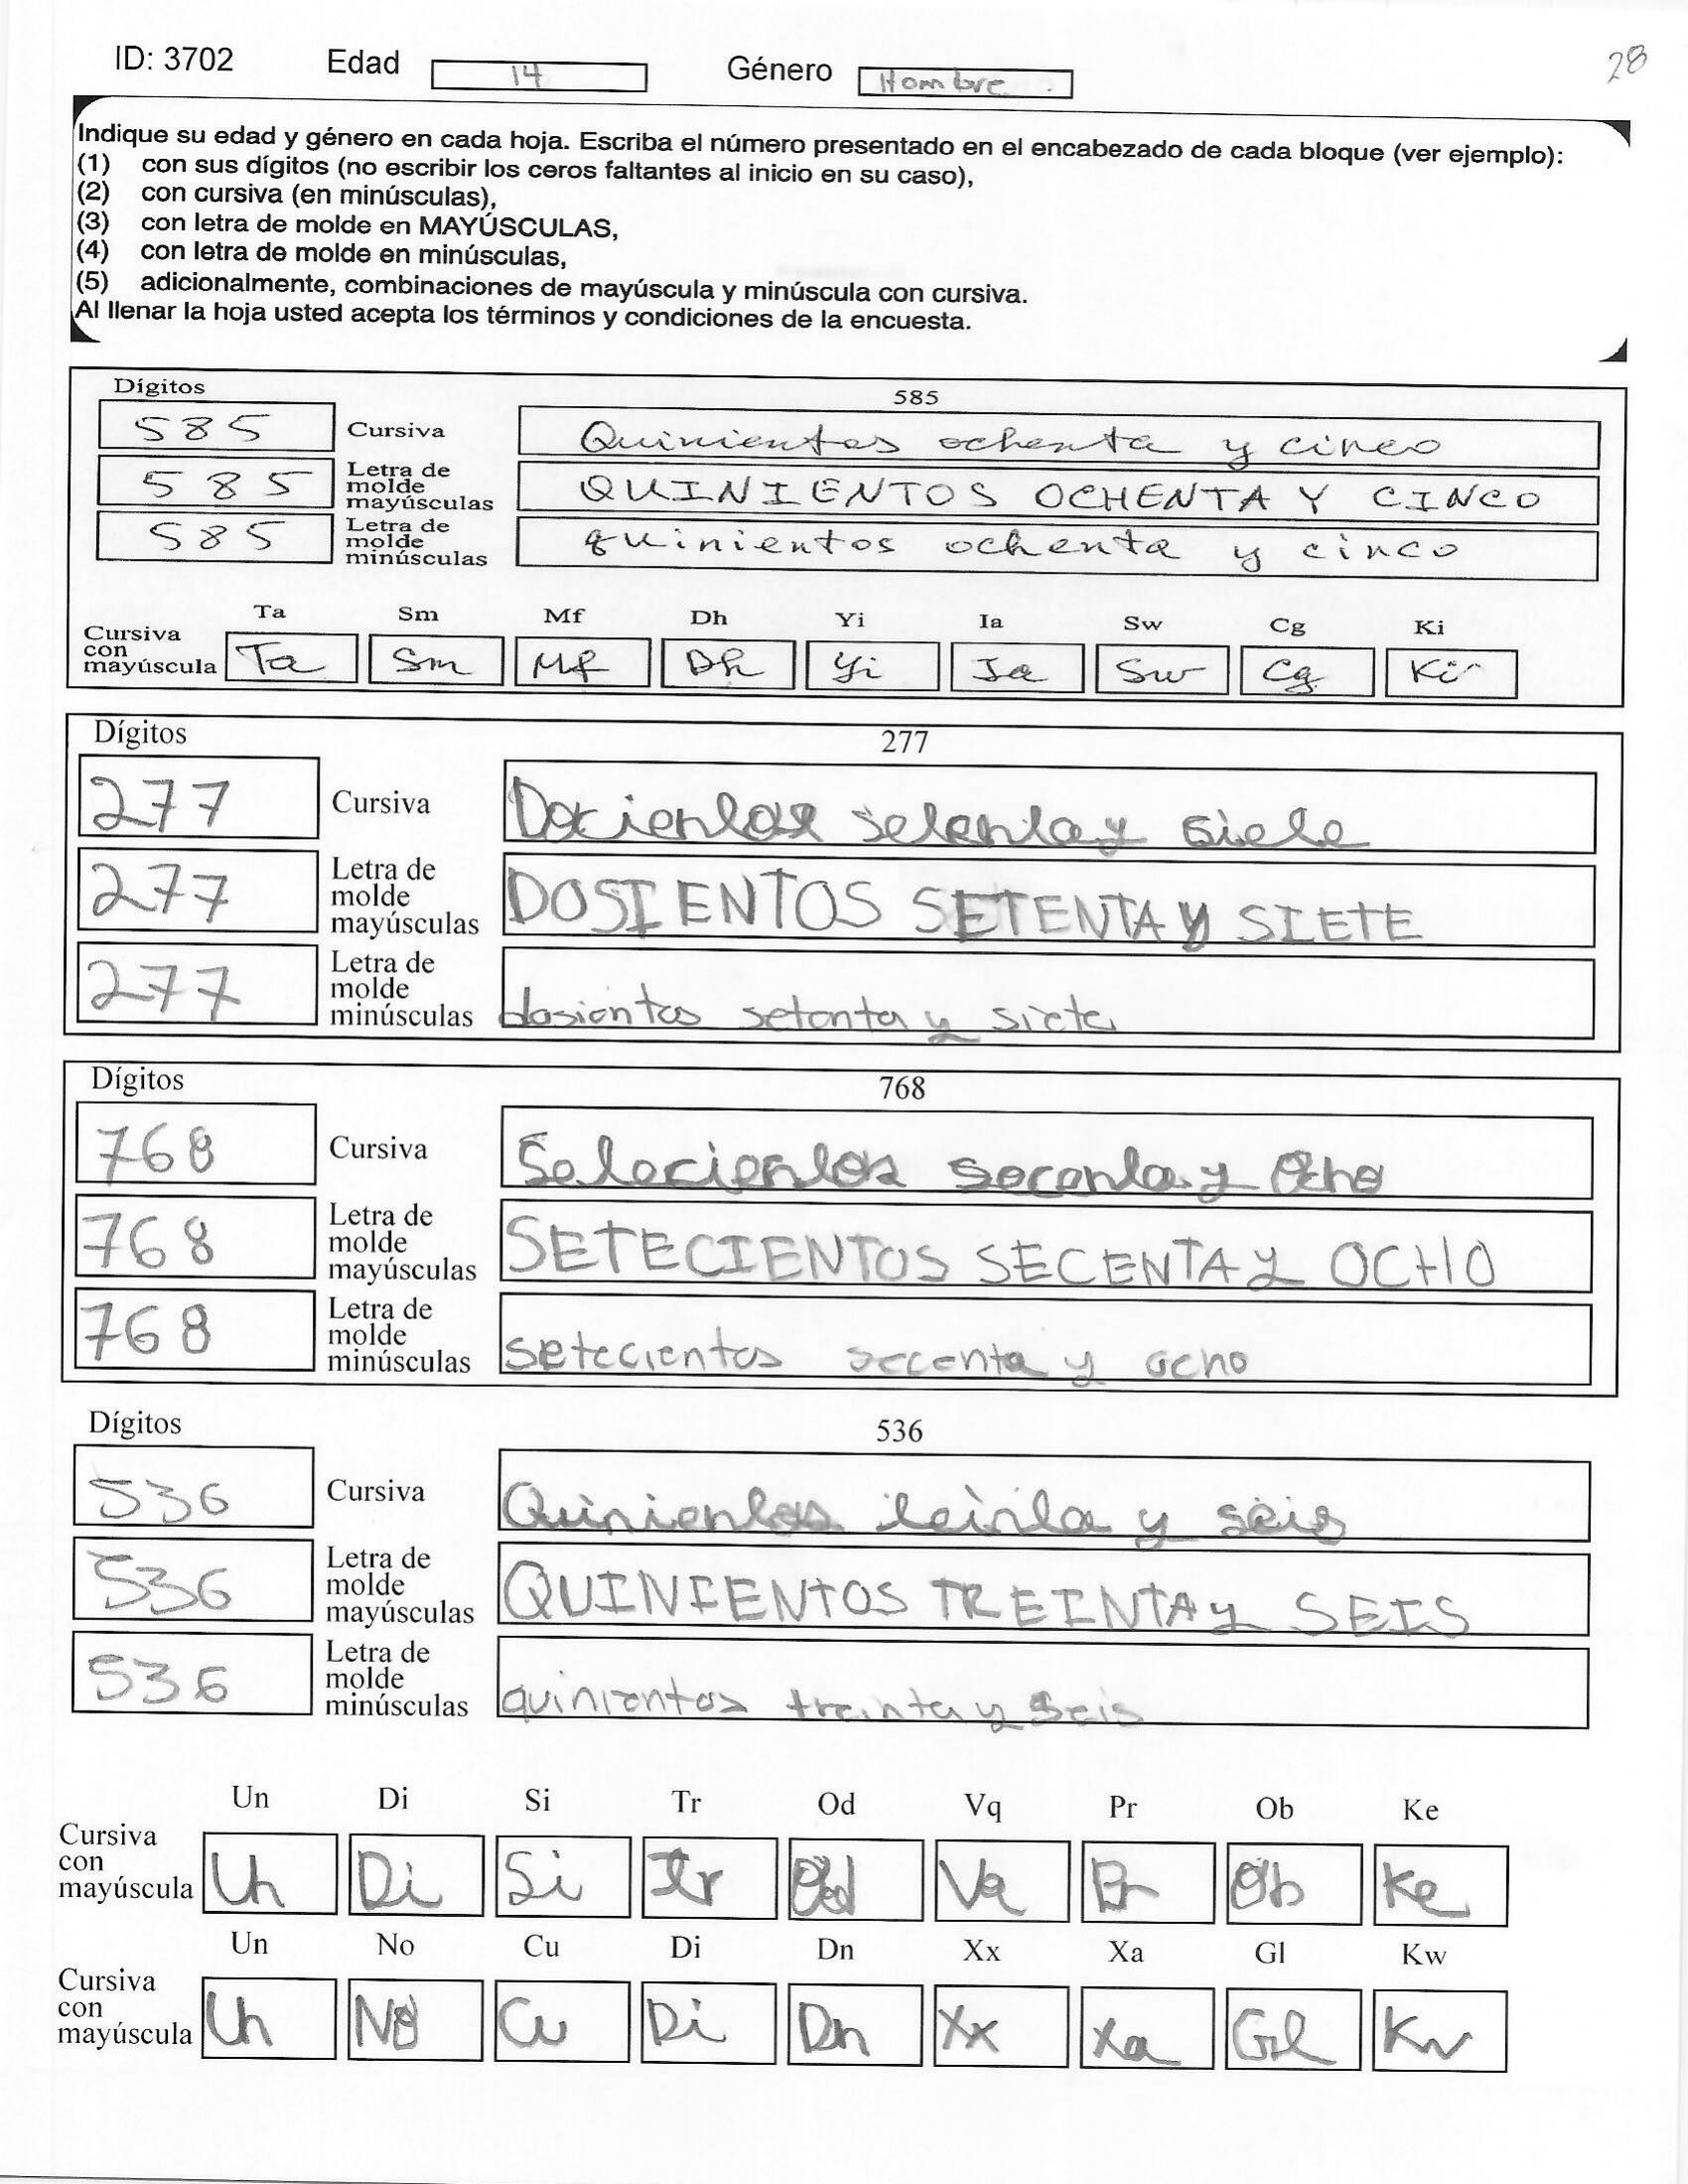 ID: 3702 Edad 14 Género Hombre 28
Indique su edad y género en cada hoja. Escriba el número presentado en el encabezado de cada bloque (ver ejemplo):
(1) con sus dígitos (no escribir los ceros faltantes al inicio en su caso),
(2) con cursiva (en minúsculas),
(3) con letra de molde en MAYÚSCULAS,
(4) con letra de molde en minúsculas,
(5) adicionalmente, combinaciones de mayúscula y minúscula con cursiva.
Al llenar la hoja usted acepta los términos y condiciones de la encuesta.
Dígitos 585
585 Cursiva Quinientos ochenta y cinco
585 Letra de molde mayúsculas QUINIENTOS OCHENTA Y CINCO
585 Letra de molde minúsculas quinientos ochenta y cinco
Ta Sm Mf Dh Yi Ia Sw Cg Ki
Cursiva con mayúscula Ta Sm Mf Dh Yi Ia Sw Cg Ki
Dígitos 277
277 Cursiva Docientos setenta y siete
277 Letra de molde mayúsculas DOSIENTOS SETENTA Y SIETE
277 Letra de molde minúsculas dosientos setenta y siete
Dígitos 768
768 Cursiva Setecientos secenta y Ocho
768 Letra de molde mayúsculas SETECIENTOS SECENTA Y OCHO
768 Letra de molde minúsculas setecientos secenta y ocho
Dígitos 536
536 Cursiva Quinientos teinta y seis
536 Letra de molde mayúsculas QUINIENTOS TREINTA y SEIS
536 Letra de molde minúsculas quinientos treinta y seis
Un Di Si Tr Od Vq Pr Ob Ke
Cursiva con mayúscula Un Di Si Tr Od Vq Pr Ob Ke
Un No Cu Di Dn Xx Xa Gl Kw
Cursiva con mayúscula Un No Cu Di Dn Xx Xa Gl Kw